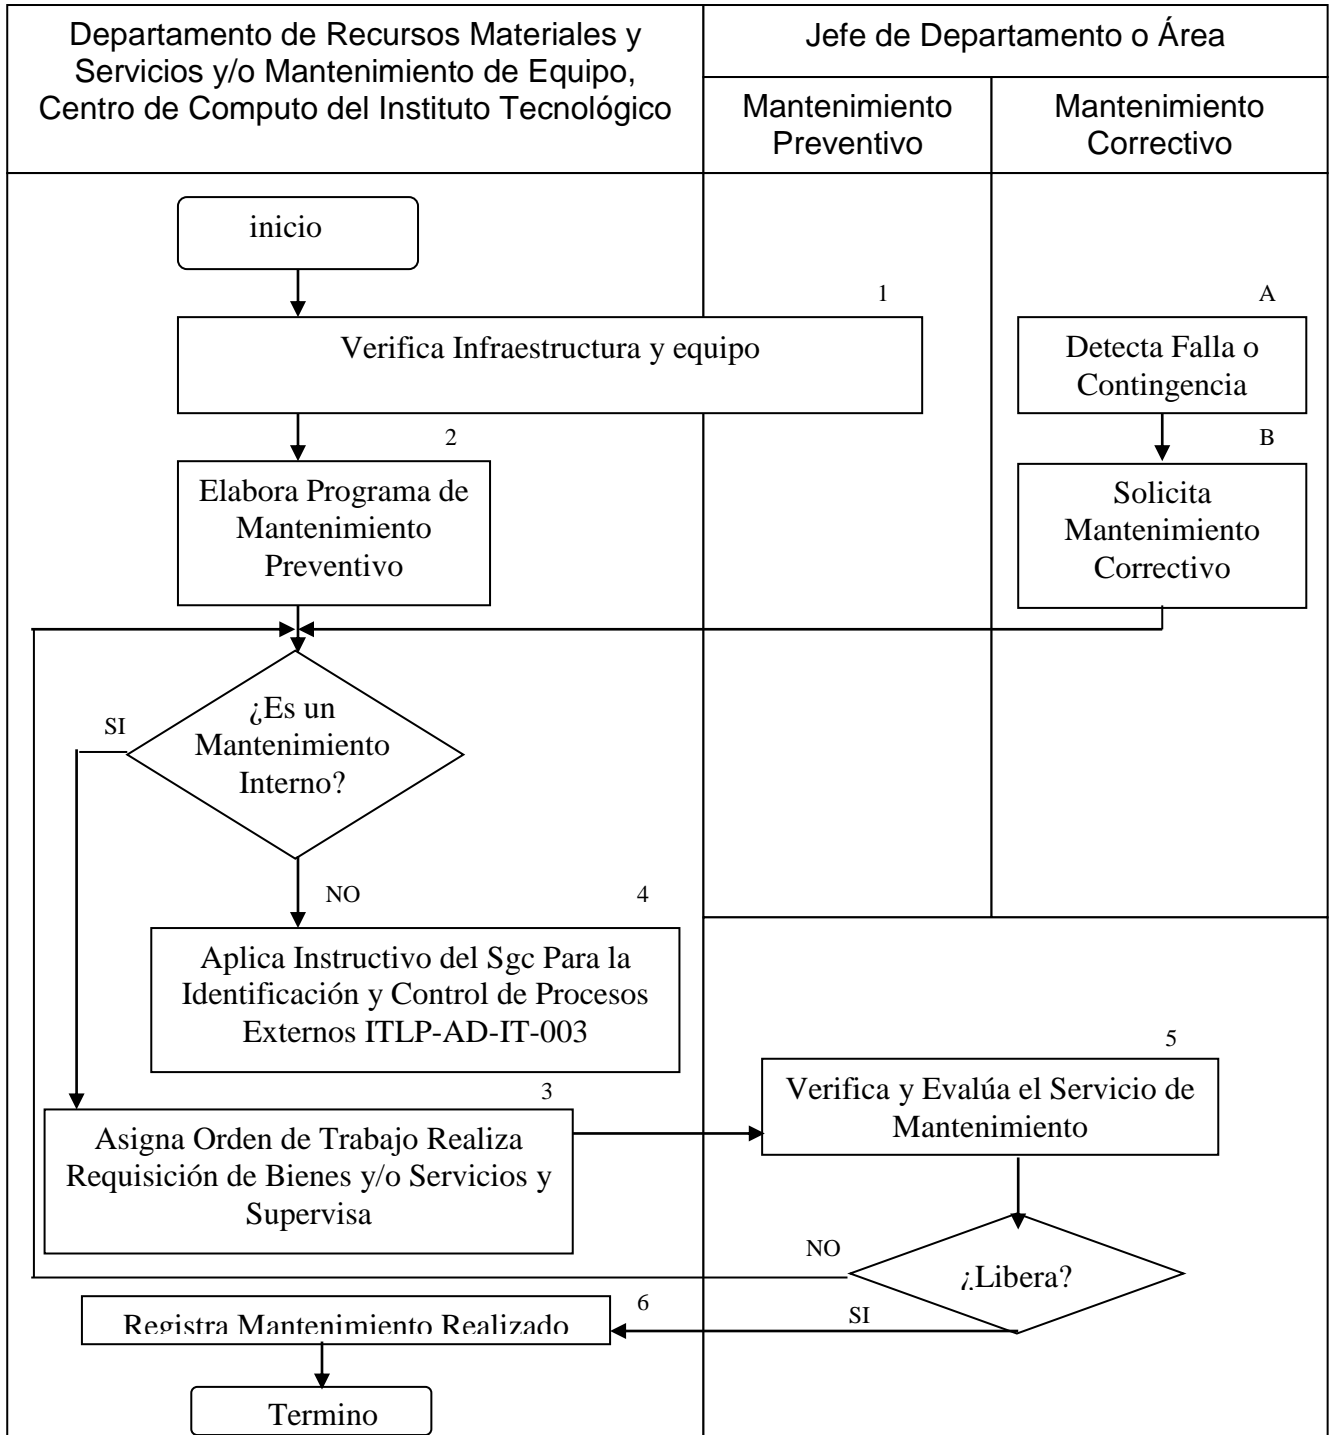 Departamento de Recursos Materiales y
Servicios y/o Mantenimiento de Equipo,
Centro de Computo del Instituto Tecnológico
Jefe de Departamento o Área
Mantenimiento
Preventivo
Mantenimiento
Correctivo
inicio
1
Verifica Infraestructura y equipo
A
Detecta Falla o
Contingencia
2
Elabora Programa de
Mantenimiento
Preventivo
B
Solicita
Mantenimiento
Correctivo
¿Es un
Mantenimiento
Interno?
SI
NO
4
Aplica Instructivo del Sgc Para la
Identificación y Control de Procesos
Externos ITLP-AD-IT-003
3
Asigna Orden de Trabajo Realiza
Requisición de Bienes y/o Servicios y
Supervisa
5
Verifica y Evalúa el Servicio de
Mantenimiento
NO
¿Libera?
SI
6
Registra Mantenimiento Realizado
Termino